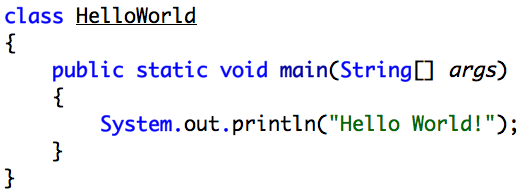 class HelloWorld
{
    public static void main(String[] args)
    {
        System.out.println("Hello World!");
    }
}